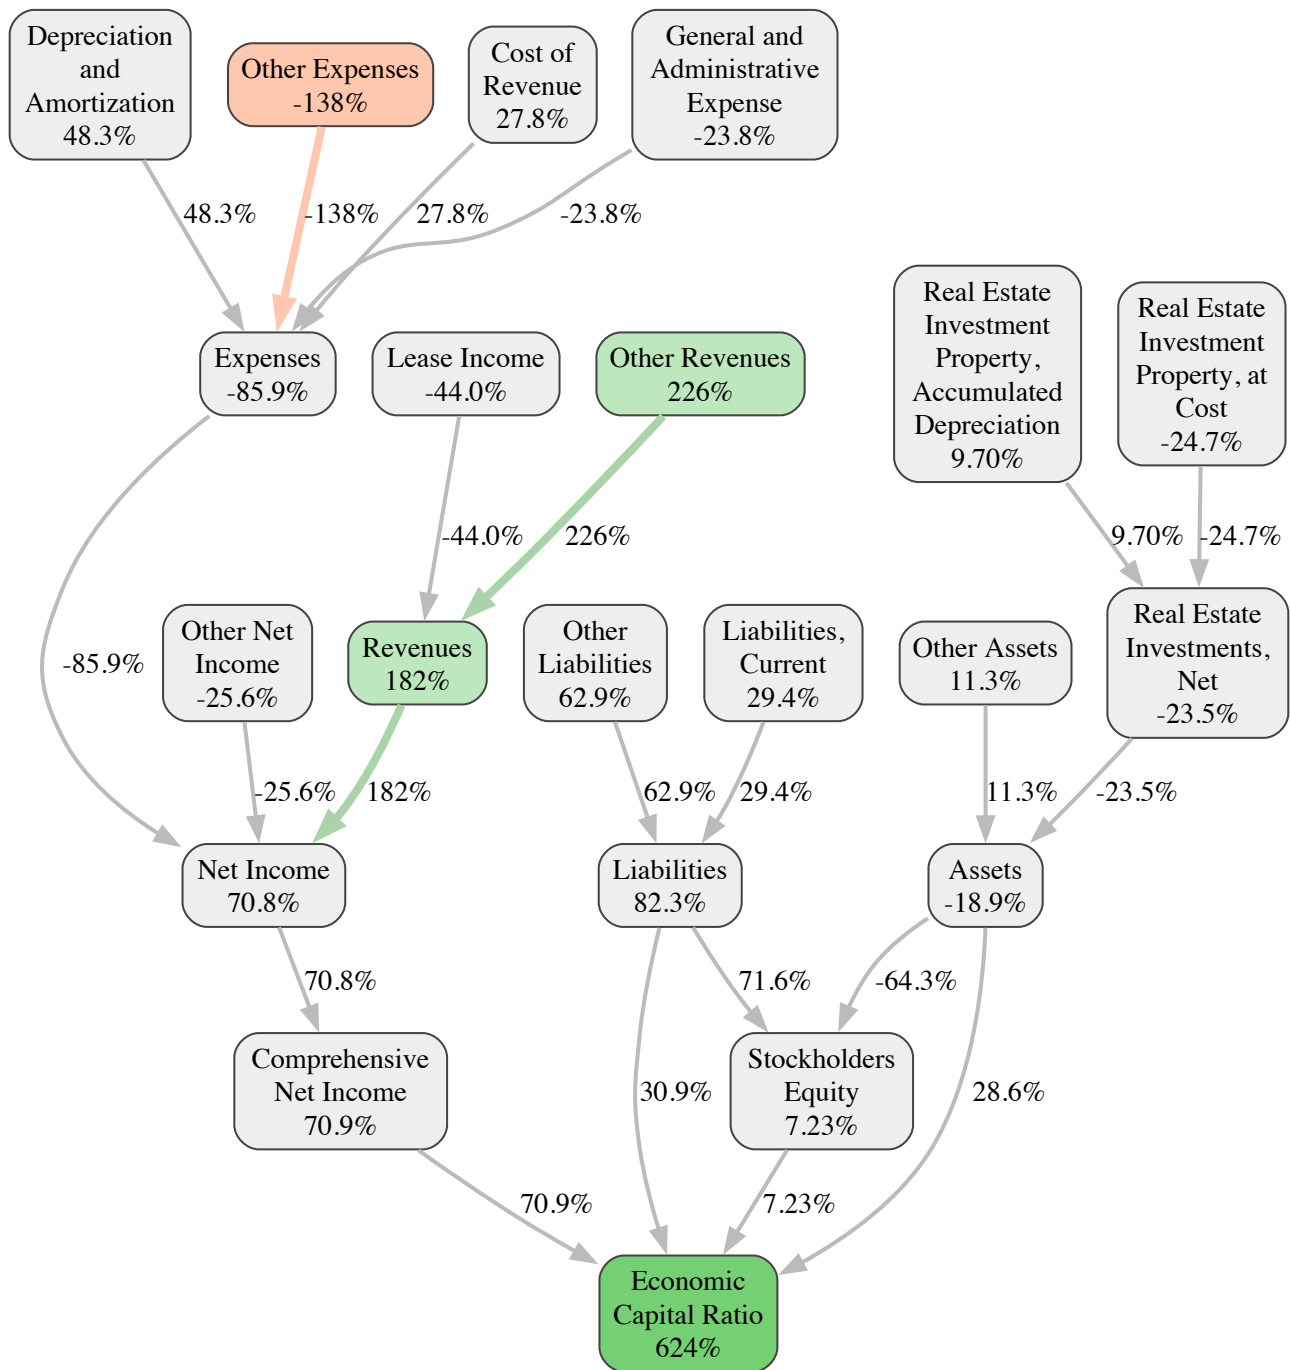 Depreciation
and
Amortization
48.3%
Other Expenses
-138%
Cost of
Revenue
27.8%
General and
Administrative
Expense
-23.8%
48.3%
-138%
27.8%
-23.8%
Expenses
-85.9%
Lease Income
-44.0%
Other Revenues
226%
Real Estate
Investment
Property,
Accumulated
Depreciation
9.70%
Real Estate
Investment
Property, at
Cost
-24.7%
-44.0%
226%
9.70%
-24.7%
-85.9%
Other Net
Income
-25.6%
Revenues
182%
Other
Liabilities
62.9%
Liabilities,
Current
29.4%
Other Assets
11.3%
Real Estate
Investments,
Net
-23.5%
-25.6%
182%
62.9%
29.4%
11.3%
-23.5%
Net Income
70.8%
Liabilities
82.3%
Assets
-18.9%
70.8%
71.6%
-64.3%
Comprehensive
Net Income
70.9%
30.9%
Stockholders
Equity
7.23%
28.6%
70.9%
7.23%
Economic
Capital Ratio
624%